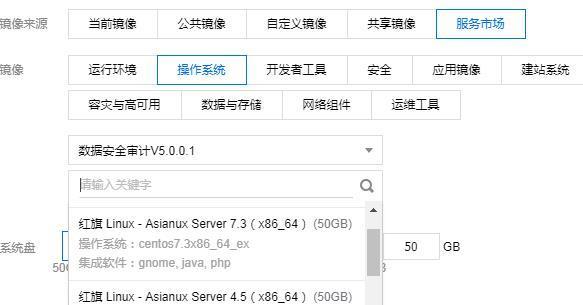 镜像来源 当前镜像 公共镜像 自定义镜像 共享镜像 服务市场
镜像 运行环境 操作系统 开发者工具 安全 应用镜像 建站系统
容灾与高可用 数据与存储 网络组件 运维工具
数据安全审计V5.0.0.1
请输入关键字
红旗 Linux - Asianux Server 7.3 ( x86_64 ) (50GB)
操作系统：centos7.3x86_64_ex
系统盘 50 GB
集成软件：gnome, java, php
红旗 Linux - Asianux Server 4.5 ( x86_64 ) (50GB)